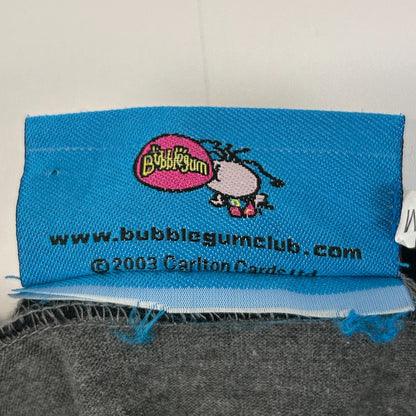 Bubblegum
www.bubblegumclub.com
© 2003 Carlton Cards Ltd
M